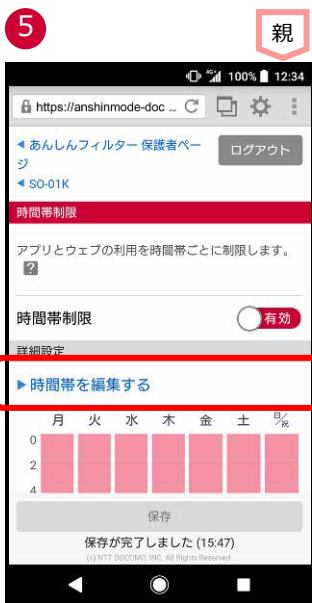 5
親
4G 100% 12:34
https://anshinmode-doc ...
◀ あんしんフィルター 保護者ペー
ジ
ログアウト
◀ SO-01K
時間帯制限
アプリとウェブの利用を時間帯ごとに制限します。
?
時間帯制限
有効
詳細設定
▶時間帯を編集する
月 火 水 木 金 土 日/祝
0
2
4
保存
保存が完了しました (15:47)
(c) NTT DOCOMO, INC. All Rights Reserved